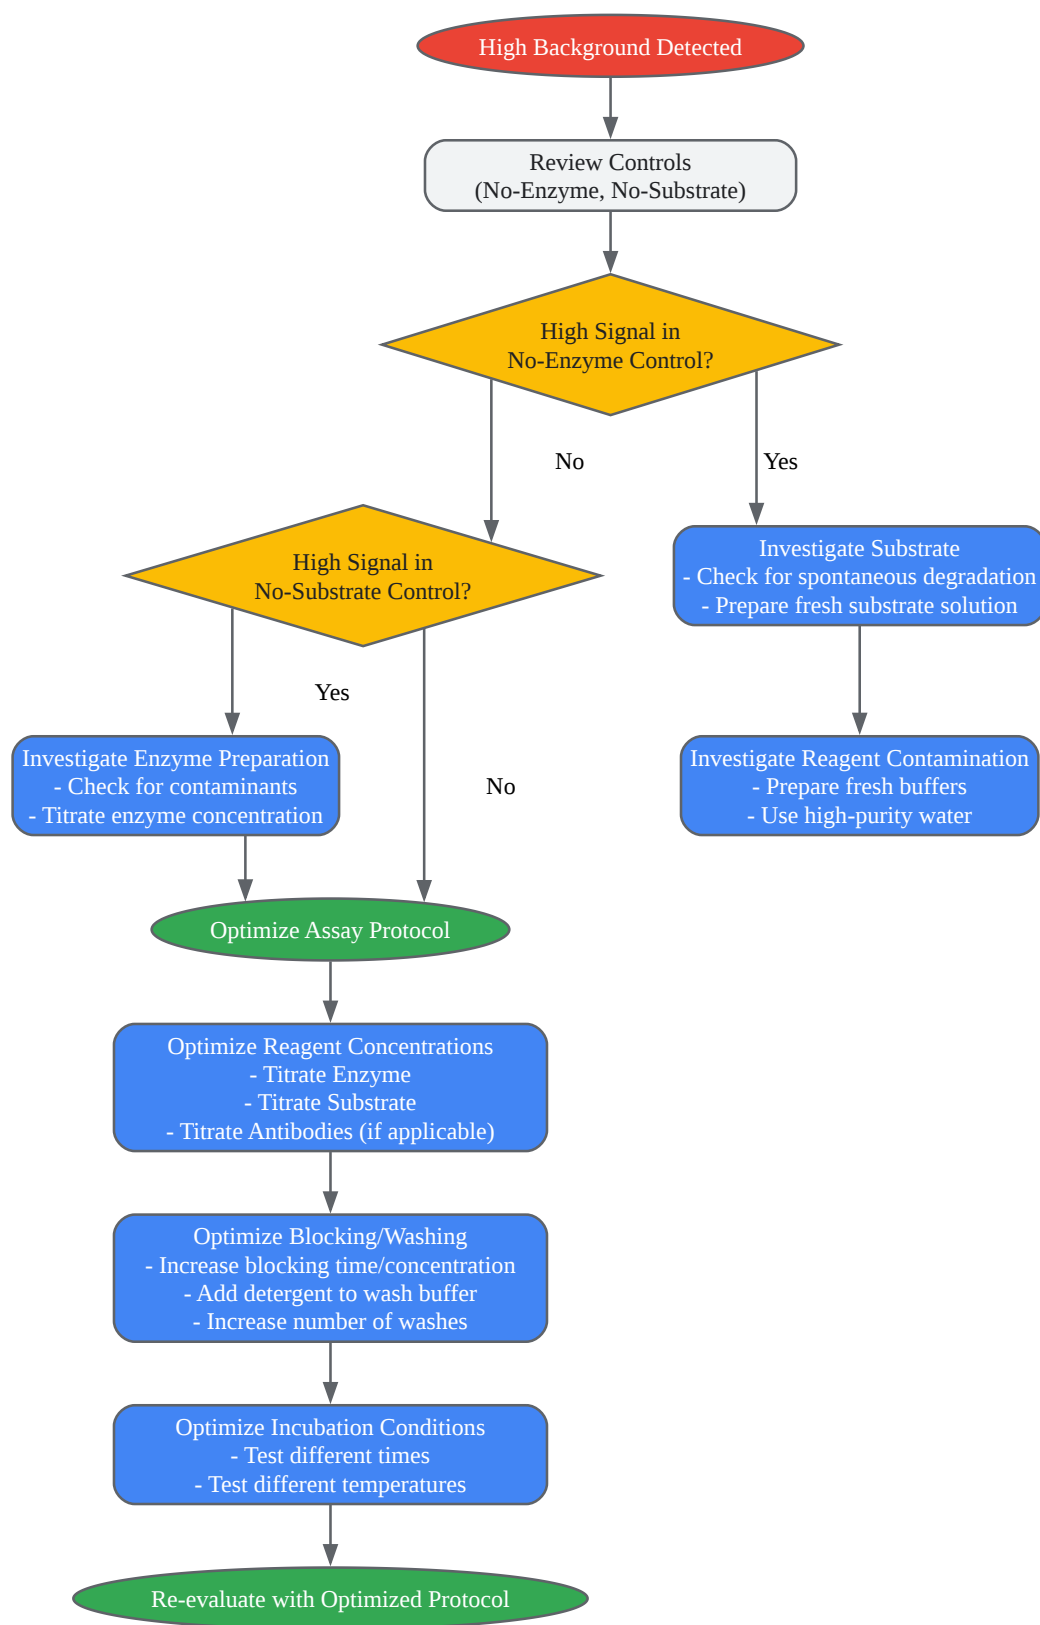 High Background Detected
Review Controls
(No-Enzyme, No-Substrate)
High Signal in
No-Enzyme Control?
No
Yes
High Signal in
No-Substrate Control?
Investigate Substrate
- Check for spontaneous degradation
- Prepare fresh substrate solution
Yes
No
Investigate Enzyme Preparation
- Check for contaminants
- Titrate enzyme concentration
Investigate Reagent Contamination
- Prepare fresh buffers
- Use high-purity water
Optimize Assay Protocol
Optimize Reagent Concentrations
- Titrate Enzyme
- Titrate Substrate
- Titrate Antibodies (if applicable)
Optimize Blocking/Washing
- Increase blocking time/concentration
- Add detergent to wash buffer
- Increase number of washes
Optimize Incubation Conditions
- Test different times
- Test different temperatures
Re-evaluate with Optimized Protocol